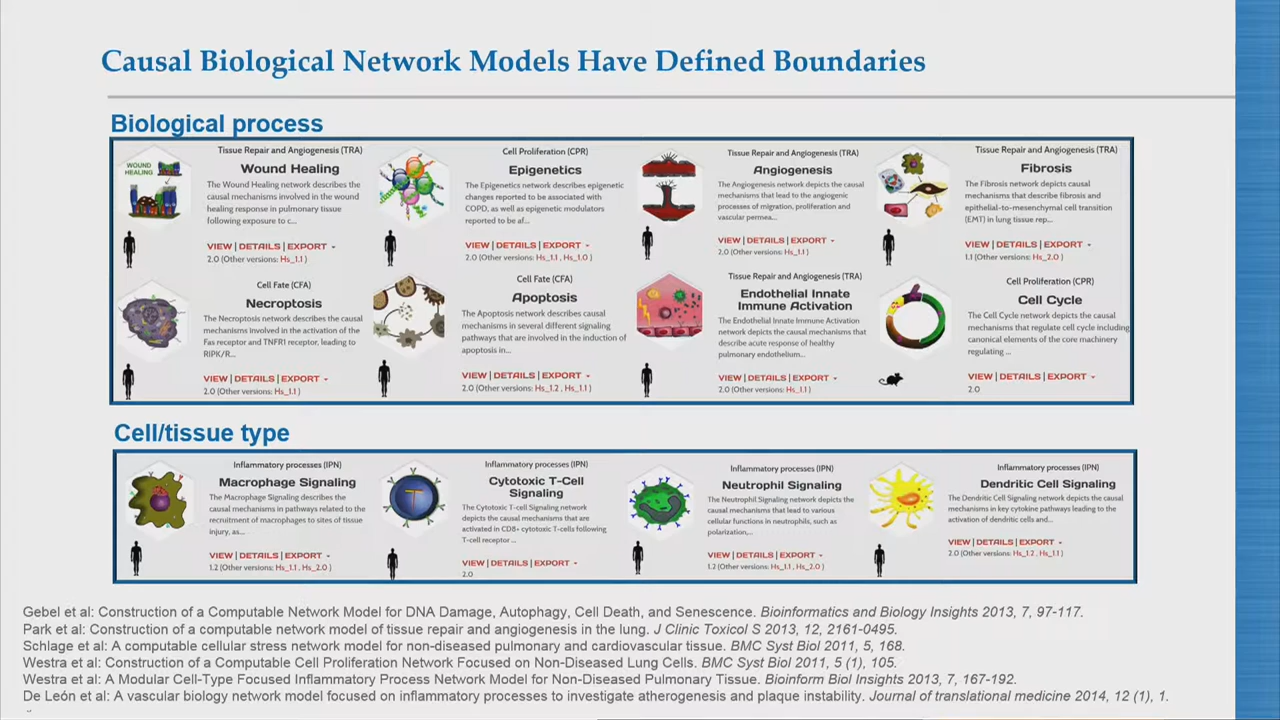 Causal Biological Network Models Have Defined Boundaries
Biological process
WOUND HEALING
Tissue Repair and Angiogenesis (TRA)
Wound Healing
The Wound Healing network describes the
causal mechanisms involved in the wound
healing response in pulmonary tissue
following exposure to c...
VIEW | DETAILS | EXPORT
2.0 (Other versions: Hs_1.1 )
Cell Proliferation (CPR)
Epigenetics
The Epigenetics network describes epigenetic
changes reported to be associated with
COPD, as well as epigenetic modulators
reported to be af...
VIEW | DETAILS | EXPORT
2.0 (Other versions: Hs_1.1 , Hs_1.0 )
Tissue Repair and Angiogenesis (TRA)
Angiogenesis
The Angiogenesis network depicts the causal
mechanisms that lead to the angiogenic
processes of migration, proliferation and
vascular permea...
VIEW | DETAILS | EXPORT
2.0 (Other versions: Hs_1.1 )
Tissue Repair and Angiogenesis (TRA)
Fibrosis
The Fibrosis network depicts causal
mechanisms that describe fibrosis and
epithelial-to-mesenchymal cell transition
(EMT) in lung tissue rep...
VIEW | DETAILS | EXPORT
1.1 (Other versions: Hs_2.0 )
Cell Fate (CFA)
Necroptosis
The Necroptosis network describes the causal
mechanisms involved in the activation of the
Fas receptor and TNFR1 receptor, leading to
RIPK/R...
VIEW | DETAILS | EXPORT
2.0 (Other versions: Hs_1.1 )
Cell Fate (CFA)
Apoptosis
The Apoptosis network describes causal
mechanisms in several different signaling
pathways that are involved in the induction of
apoptosis in...
VIEW | DETAILS | EXPORT
2.0 (Other versions: Hs_1.2 , Hs_1.1 )
Tissue Repair and Angiogenesis (TRA)
Endothelial Innate
Immune Activation
The Endothelial Innate Immune Activation
network depicts the causal mechanisms that
describe acute response of healthy
pulmonary endothelium...
VIEW | DETAILS | EXPORT
2.0 (Other versions: Hs_1.1 )
Cell Proliferation (CPR)
Cell Cycle
The Cell Cycle network depicts the causal
mechanisms that regulate cell cycle including
canonical elements of the core machinery
regulating ...
VIEW | DETAILS | EXPORT
2.0
Cell/tissue type
Inflammatory processes (IPN)
Macrophage Signaling
The Macrophage Signaling describes the
causal mechanisms in pathways related to the
recruitment of macrophages to sites of tissue
injury, as...
VIEW | DETAILS | EXPORT
1.2 (Other versions: Hs_1.1 , Hs_2.0 )
T
Inflammatory processes (IPN)
Cytotoxic T-Cell
Signaling
The Cytotoxic T-cell Signaling network
depicts the causal mechanisms that are
activated in CD8+ cytotoxic T-cells following
T-cell receptor ...
VIEW | DETAILS | EXPORT
2.0
Inflammatory processes (IPN)
Neutrophil Signaling
The Neutrophil Signaling network depicts the
causal mechanisms that lead to various
cellular functions in neutrophils, such as
polarization,...
VIEW | DETAILS | EXPORT
1.2 (Other versions: Hs_1.1 , Hs_2.0 )
Inflammatory processes (IPN)
Dendritic Cell Signaling
The Dendritic Cell Signaling network depicts the causal
mechanisms in key cytokine pathways leading to the
activation of dendritic cells and...
VIEW | DETAILS | EXPORT
2.0 (Other versions: Hs_1.2 , Hs_1.1 )
Gebel et al: Construction of a Computable Network Model for DNA Damage, Autophagy, Cell Death, and Senescence. Bioinformatics and Biology Insights 2013, 7, 97-117.
Park et al: Construction of a computable network model of tissue repair and angiogenesis in the lung. J Clinic Toxicol S 2013, 12, 2161-0495.
Schlage et al: A computable cellular stress network model for non-diseased pulmonary and cardiovascular tissue. BMC Syst Biol 2011, 5, 168.
Westra et al: Construction of a Computable Cell Proliferation Network Focused on Non-Diseased Lung Cells. BMC Syst Biol 2011, 5 (1), 105.
Westra et al: A Modular Cell-Type Focused Inflammatory Process Network Model for Non-Diseased Pulmonary Tissue. Bioinform Biol Insights 2013, 7, 167-192.
De León et al: A vascular biology network model focused on inflammatory processes to investigate atherogenesis and plaque instability. Journal of translational medicine 2014, 12 (1), 1.